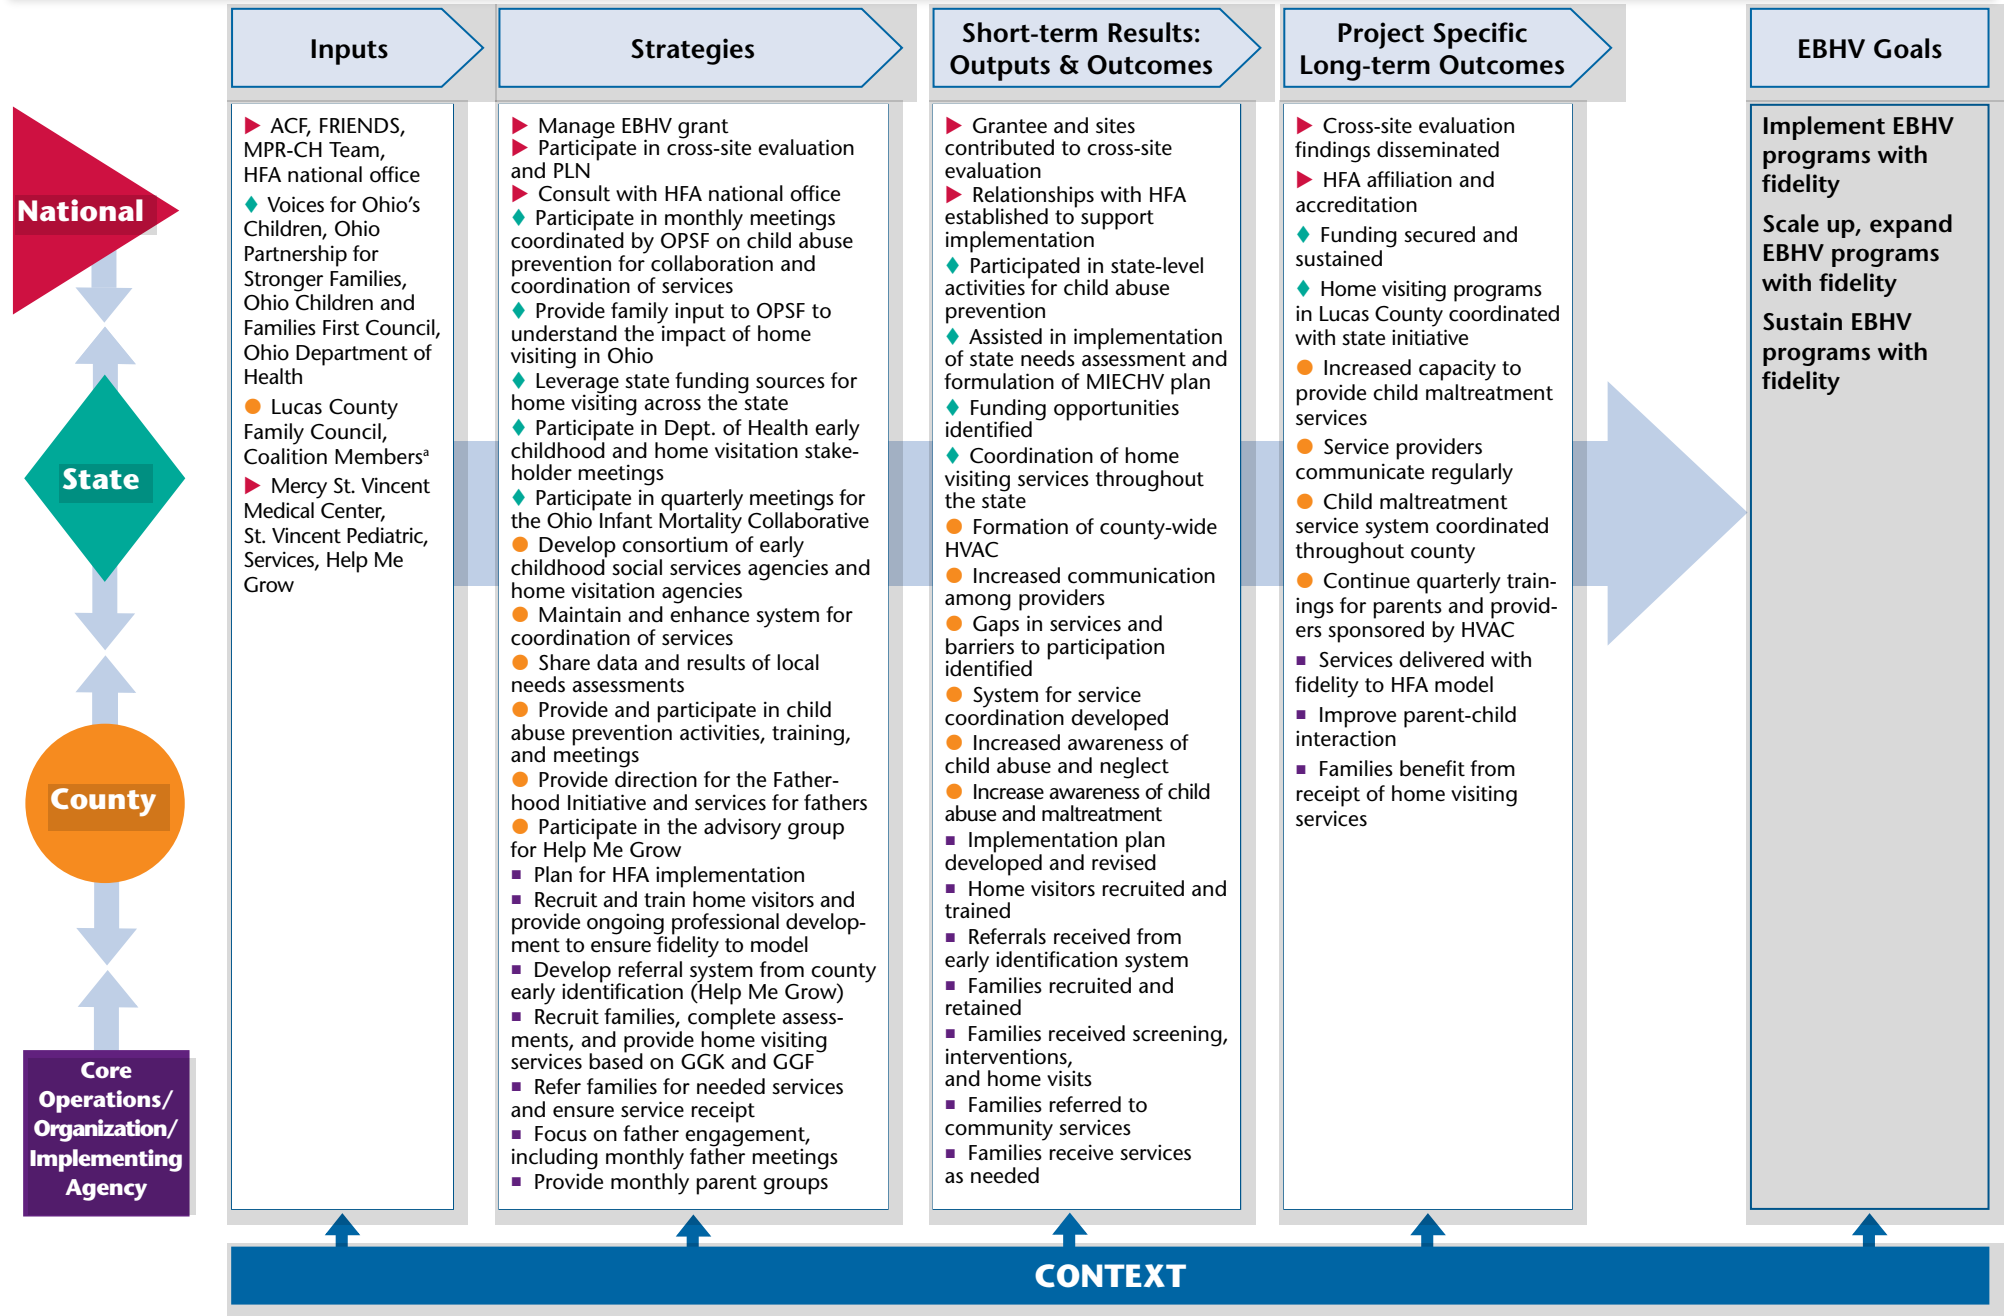 Inputs
Strategies
Short-term Results:
Outputs & Outcomes
Project Specific
Long-term Outcomes
EBHV Goals
National
State
County
Core
Operations/
Organization/
Implementing
Agency
▶ ACF, FRIENDS,
MPR-CH Team,
HFA national office
♦ Voices for Ohio’s
Children, Ohio
Partnership for
Stronger Families,
Ohio Children and
Families First Council,
Ohio Department of
Health
● Lucas County
Family Council,
Coalition Membersª
▶ Mercy St. Vincent
Medical Center,
St. Vincent Pediatric,
Services, Help Me
Grow
▶ Manage EBHV grant
▶ Participate in cross-site evaluation
and PLN
▶ Consult with HFA national office
♦ Participate in monthly meetings
coordinated by OPSF on child abuse
prevention for collaboration and
coordination of services
♦ Provide family input to OPSF to
understand the impact of home
visiting in Ohio
♦ Leverage state funding sources for
home visiting across the state
♦ Participate in Dept. of Health early
childhood and home visitation stake-
holder meetings
♦ Participate in quarterly meetings for
the Ohio Infant Mortality Collaborative
● Develop consortium of early
childhood social services agencies and
home visitation agencies
● Maintain and enhance system for
coordination of services
● Share data and results of local
needs assessments
● Provide and participate in child
abuse prevention activities, training,
and meetings
● Provide direction for the Father-
hood Initiative and services for fathers
● Participate in the advisory group
for Help Me Grow
■ Plan for HFA implementation
■ Recruit and train home visitors and
provide ongoing professional develop-
ment to ensure fidelity to model
■ Develop referral system from county
early identification (Help Me Grow)
■ Recruit families, complete assess-
ments, and provide home visiting
services based on GGK and GGF
■ Refer families for needed services
and ensure service receipt
■ Focus on father engagement,
including monthly father meetings
■ Provide monthly parent groups
▶ Grantee and sites
contributed to cross-site
evaluation
▶ Relationships with HFA
established to support
implementation
♦ Participated in state-level
activities for child abuse
prevention
♦ Assisted in implementation
of state needs assessment and
formulation of MIECHV plan
♦ Funding opportunities
identified
♦ Coordination of home
visiting services throughout
the state
● Formation of county-wide
HVAC
● Increased communication
among providers
● Gaps in services and
barriers to participation
identified
● System for service
coordination developed
● Increased awareness of
child abuse and neglect
● Increase awareness of child
abuse and maltreatment
■ Implementation plan
developed and revised
■ Home visitors recruited and
trained
■ Referrals received from
early identification system
■ Families recruited and
retained
■ Families received screening,
interventions,
and home visits
■ Families referred to
community services
■ Families receive services
as needed
▶ Cross-site evaluation
findings disseminated
▶ HFA affiliation and
accreditation
♦ Funding secured and
sustained
♦ Home visiting programs
in Lucas County coordinated
with state initiative
● Increased capacity to
provide child maltreatment
services
● Service providers
communicate regularly
● Child maltreatment
service system coordinated
throughout county
● Continue quarterly train-
ings for parents and provid-
ers sponsored by HVAC
■ Services delivered with
fidelity to HFA model
■ Improve parent-child
interaction
■ Families benefit from
receipt of home visiting
services
Implement EBHV
programs with
fidelity
Scale up, expand
EBHV programs
with fidelity
Sustain EBHV
programs with
fidelity
CONTEXT